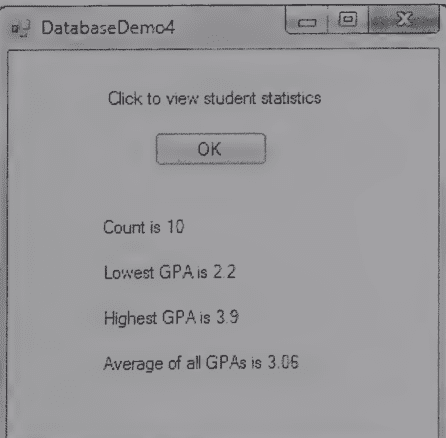 DatabaseDemo4
Click to view student statistics
OK
Count is 10
Lowest GPA is 2.2
Highest GPA is 3.9
Average of all GPAs is 3.06